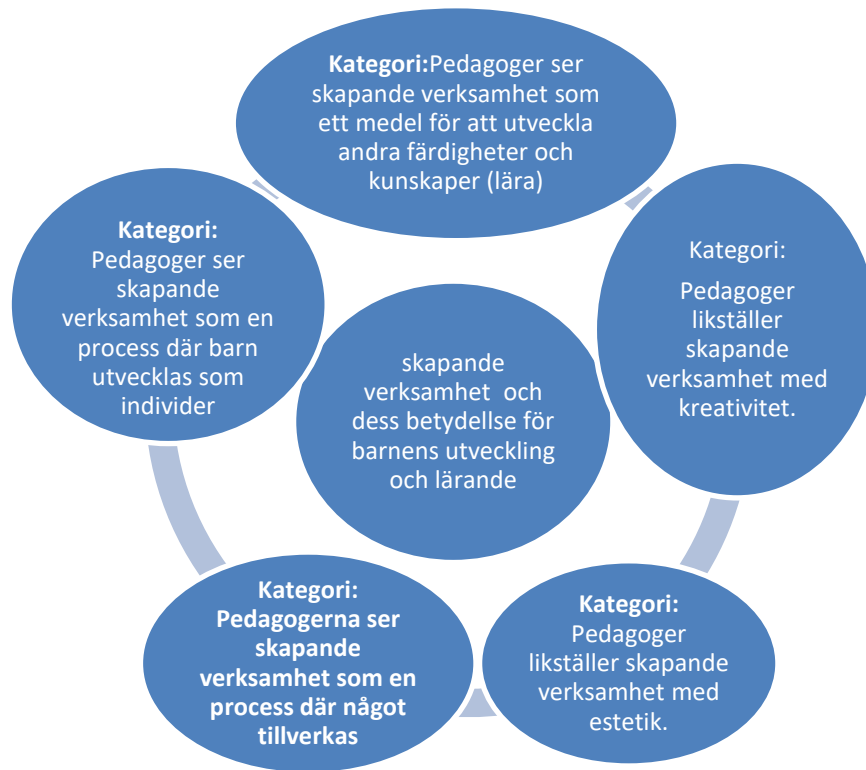 Kategori:Pedagoger ser
skapande verksamhet som
ett medel för att utveckla
andra färdigheter och
kunskaper (lära)
Kategori:
Pedagoger
likställer
skapande
verksamhet med
kreativitet.
Kategori:
Pedagoger
likställer skapande
verksamhet med
estetik.
Kategori:
Pedagogerna ser
skapande
verksamhet som en
process där något
tillverkas
Kategori:
Pedagoger ser
skapande
verksamhet som en
process där barn
utvecklas som
individer
skapande
verksamhet och
dess betydellse för
barnens utveckling
och lärande